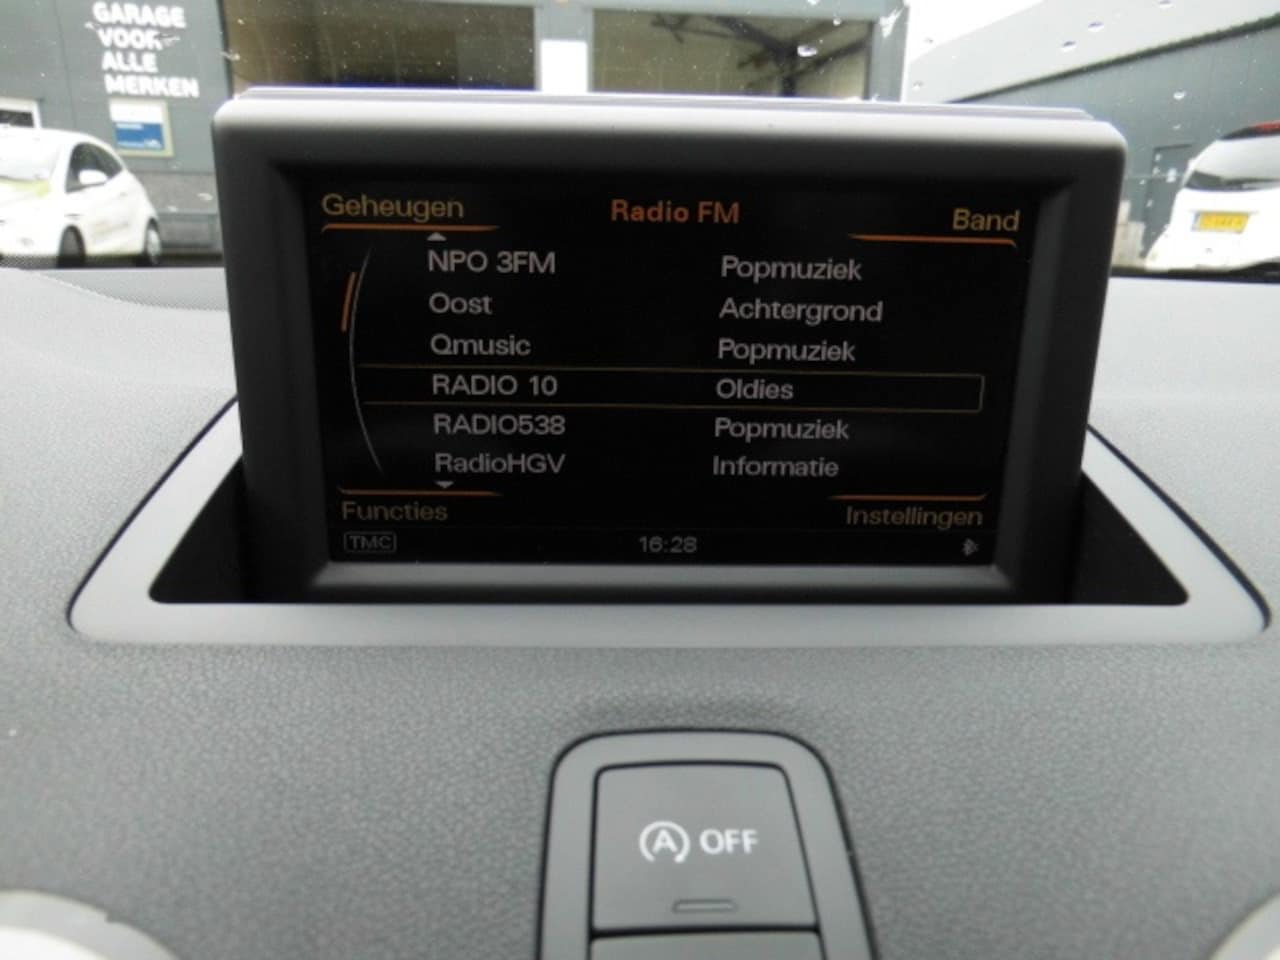 GARAGE
VOOR
ALLE
MERKEN
Geheugen Radio FM Band
NPO 3FM Popmuziek
Oost Achtergrond
Qmusic Popmuziek
RADIO 10 Oldies
RADIO538 Popmuziek
RadioHGV Informatie
Functies Instellingen
TMC 16:28
A OFF